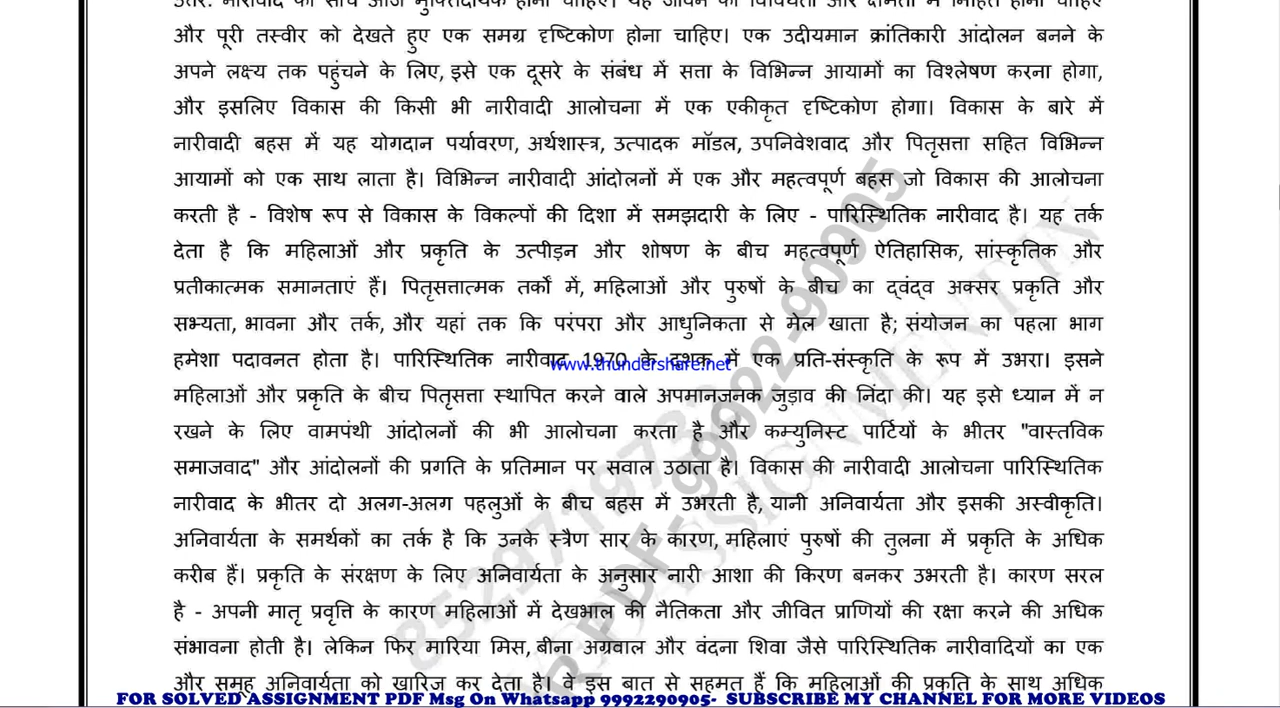 उत्तर: नारीवाद की सोच आज मुक्तिदायक होनी चाहिए। यह जीवन की विविधता और क्षमता में निहित होना चाहिए
और पूरी तस्वीर को देखते हुए एक समग्र दृष्टिकोण होना चाहिए। एक उदीयमान क्रांतिकारी आंदोलन बनने के
अपने लक्ष्य तक पहुंचने के लिए, इसे एक दूसरे के संबंध में सत्ता के विभिन्न आयामों का विश्लेषण करना होगा,
और इसलिए विकास की किसी भी नारीवादी आलोचना में एक एकीकृत दृष्टिकोण होगा। विकास के बारे में
नारीवादी बहस में यह योगदान पर्यावरण, अर्थशास्त्र, उत्पादक मॉडल, उपनिवेशवाद और पितृसत्ता सहित विभिन्न
आयामों को एक साथ लाता है। विभिन्न नारीवादी आंदोलनों में एक और महत्वपूर्ण बहस जो विकास की आलोचना
करती है - विशेष रूप से विकास के विकल्पों की दिशा में समझदारी के लिए - पारिस्थितिक नारीवाद है। यह तर्क
देता है कि महिलाओं और प्रकृति के उत्पीड़न और शोषण के बीच महत्वपूर्ण ऐतिहासिक, सांस्कृतिक और
प्रतीकात्मक समानताएं हैं। पितृसत्तात्मक तर्कों में, महिलाओं और पुरुषों के बीच का द्वंद्व अक्सर प्रकृति और
सभ्यता, भावना और तर्क, और यहां तक कि परंपरा और आधुनिकता से मेल खाता है; संयोजन का पहला भाग
हमेशा पदावनत होता है। पारिस्थितिक नारीवाद 1970 के दशक में एक प्रति-संस्कृति के रूप में उभरा। इसने
www.thundershare.net
महिलाओं और प्रकृति के बीच पितृसत्ता स्थापित करने वाले अपमानजनक जुड़ाव की निंदा की। यह इसे ध्यान में न
रखने के लिए वामपंथी आंदोलनों की भी आलोचना करता है और कम्युनिस्ट पार्टियों के भीतर "वास्तविक
समाजवाद" और आंदोलनों की प्रगति के प्रतिमान पर सवाल उठाता है। विकास की नारीवादी आलोचना पारिस्थितिक
नारीवाद के भीतर दो अलग-अलग पहलुओं के बीच बहस में उभरती है, यानी अनिवार्यता और इसकी अस्वीकृति।
अनिवार्यता के समर्थकों का तर्क है कि उनके स्त्रैण सार के कारण, महिलाएं पुरुषों की तुलना में प्रकृति के अधिक
करीब हैं। प्रकृति के संरक्षण के लिए अनिवार्यता के अनुसार नारी आशा की किरण बनकर उभरती है। कारण सरल
है - अपनी मातृ प्रवृत्ति के कारण महिलाओं में देखभाल की नैतिकता और जीवित प्राणियों की रक्षा करने की अधिक
संभावना होती है। लेकिन फिर मारिया मिस, बीना अग्रवाल और वंदना शिवा जैसे पारिस्थितिक नारीवादियों का एक
और समूह अनिवार्यता को खारिज कर देता है। वे इस बात से सहमत हैं कि महिलाओं की प्रकृति के साथ अधिक
FOR SOLVED ASSIGNMENT PDF Msg On Whatsapp 9992290905- SUBSCRIBE MY CHANNEL FOR MORE VIDEOS